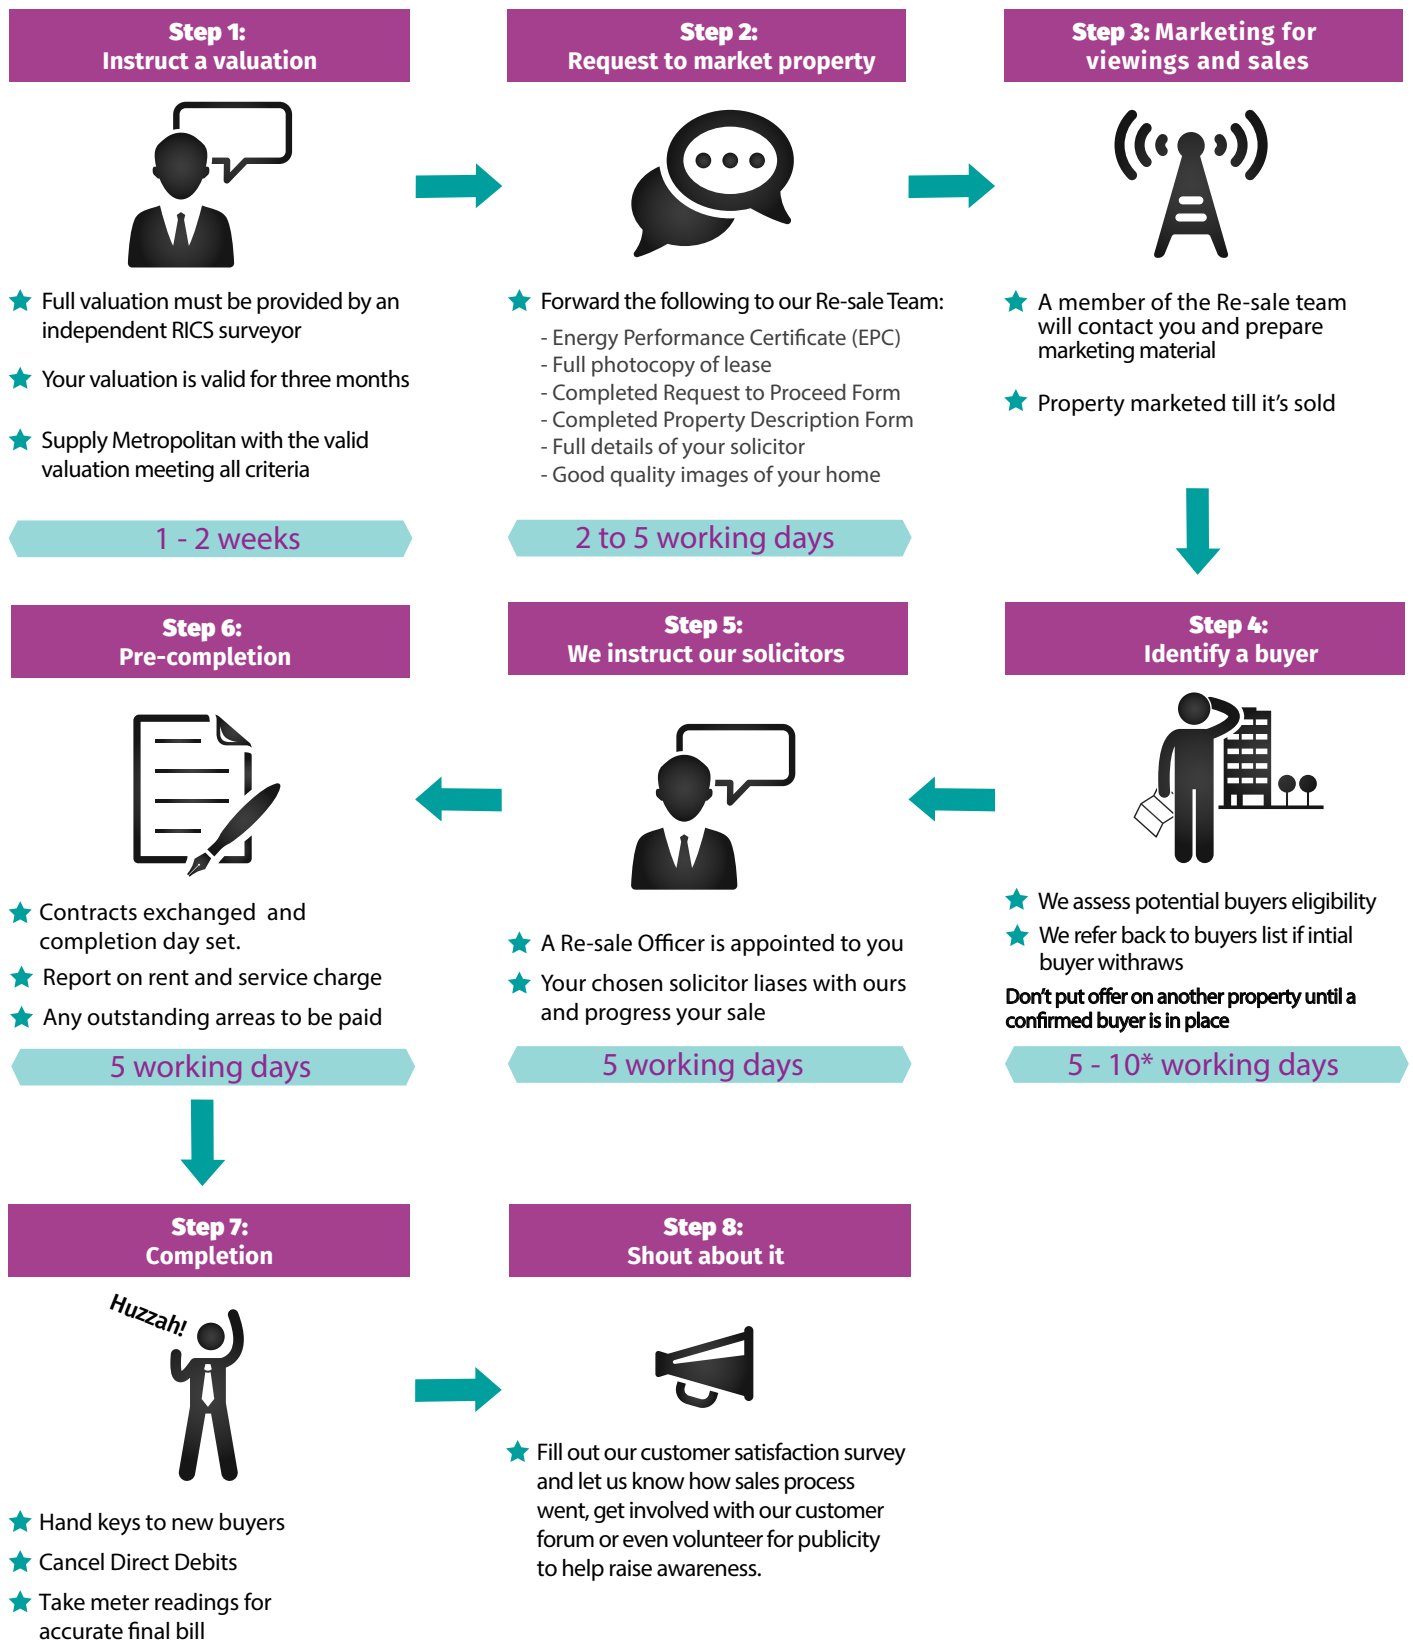 Step 1:
Instruct a valuation
Full valuation must be provided by an
independent RICS surveyor
Your valuation is valid for three months
Supply Metropolitan with the valid
valuation meeting all criteria
1 - 2 weeks
Step 2:
Request to market property
Forward the following to our Re-sale Team:
- Energy Performance Certificate (EPC)
- Full photocopy of lease
- Completed Request to Proceed Form
- Completed Property Description Form
- Full details of your solicitor
- Good quality images of your home
2 to 5 working days
Step 3: Marketing for
viewings and sales
A member of the Re-sale team
will contact you and prepare
marketing material
Property marketed till it's sold
Step 4:
Identify a buyer
We assess potential buyers eligibility
We refer back to buyers list if intial
buyer withraws
Don't put offer on another property until a
confirmed buyer is in place
5 - 10* working days
Step 5:
We instruct our solicitors
A Re-sale Officer is appointed to you
Your chosen solicitor liases with ours
and progress your sale
5 working days
Step 6:
Pre-completion
Contracts exchanged and
completion day set.
Report on rent and service charge
Any outstanding arreas to be paid
5 working days
Step 7:
Completion
Huzzah!
Hand keys to new buyers
Cancel Direct Debits
Take meter readings for
accurate final bill
Step 8:
Shout about it
Fill out our customer satisfaction survey
and let us know how sales process
went, get involved with our customer
forum or even volunteer for publicity
to help raise awareness.